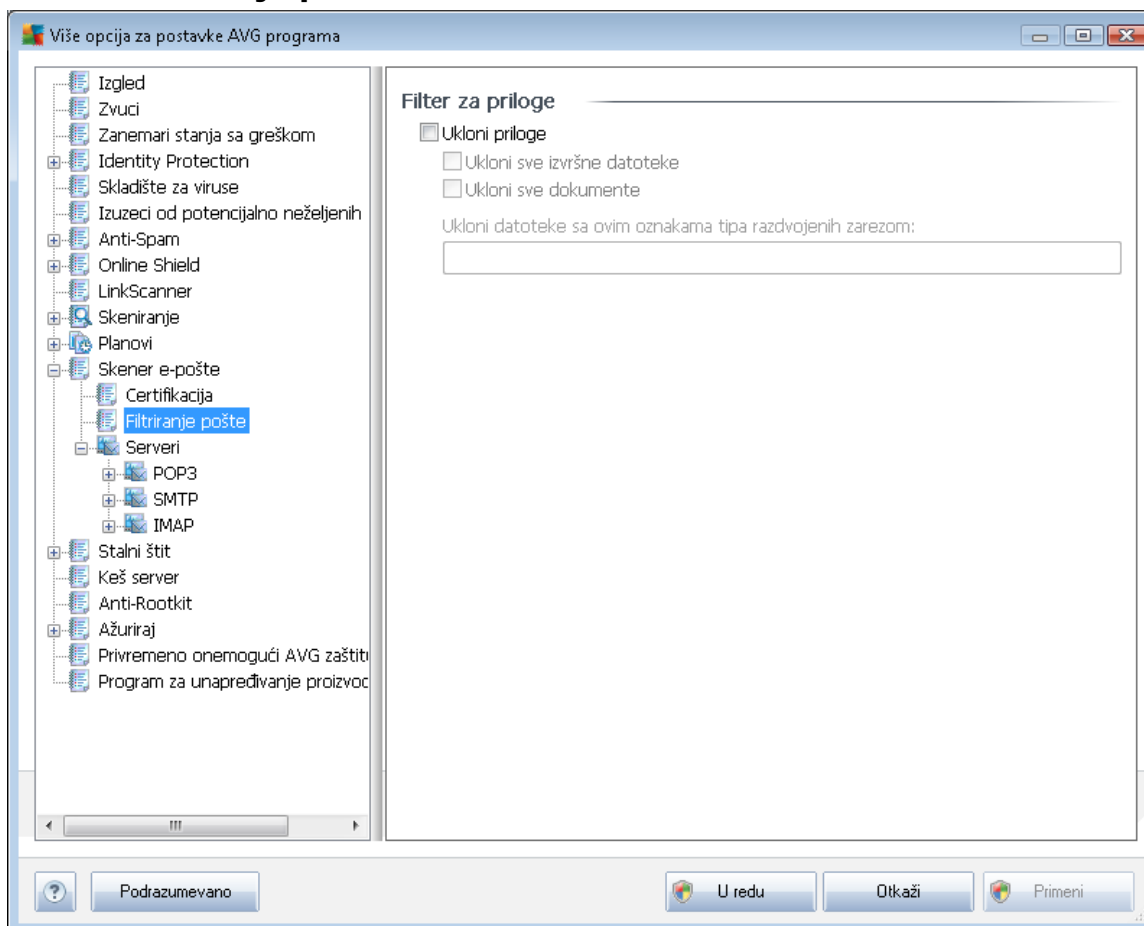 Više opcija za postavke AVG programa
Izgled
Zvuci
Zanemari stanja sa greškom
Identity Protection
Skladište za viruse
Izuzeci od potencijalno neželjenih
Anti-Spam
Online Shield
LinkScanner
Skeniranje
Planovi
Skener e-pošte
Certifikacija
Filtriranje pošte
Serveri
POP3
SMTP
IMAP
Stalni štit
Keš server
Anti-Rootkit
Ažuriraj
Privremeno onemogući AVG
Program za unapređivanje
Filter za priloge
Ukloni priloge
Ukloni sve izvršne datoteke
Ukloni sve dokumente
Ukloni datoteke sa ovim oznakama tipa razdvojenih zarezom:
Podrazumevano
U redu
Otkaži
Primeni